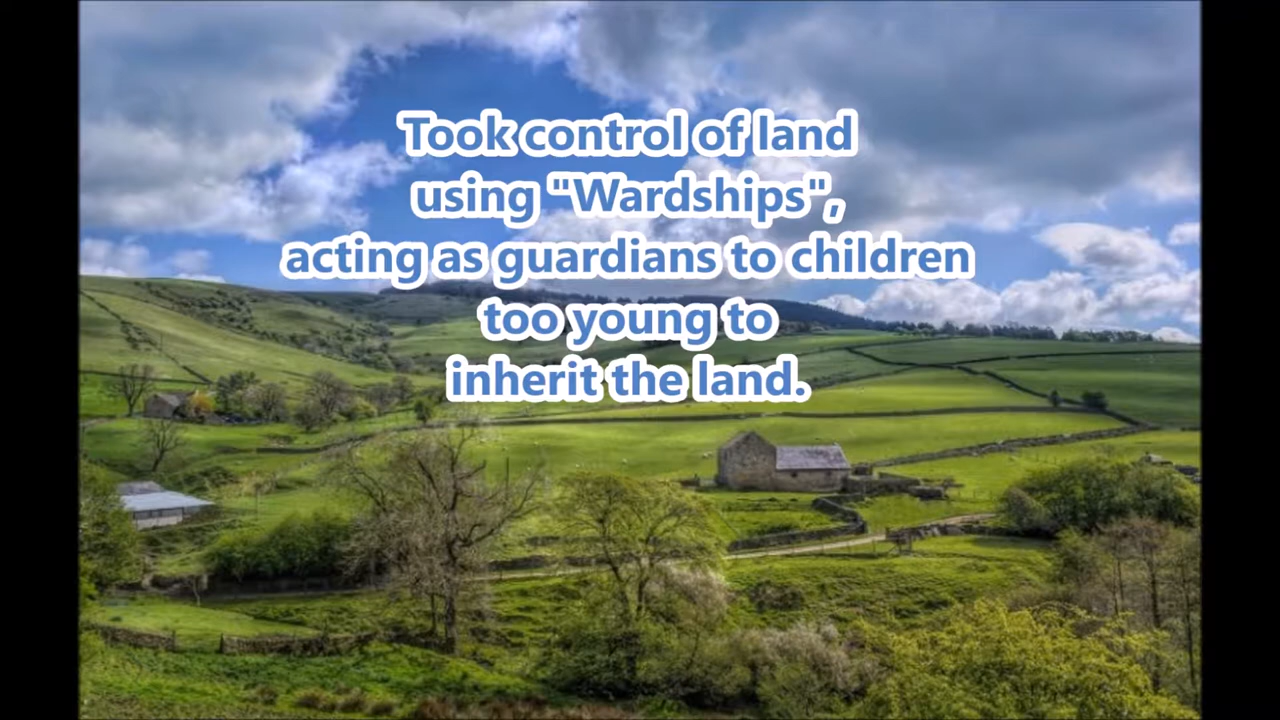 Took control of land
using "Wardships",
acting as guardians to children
too young to
inherit the land.